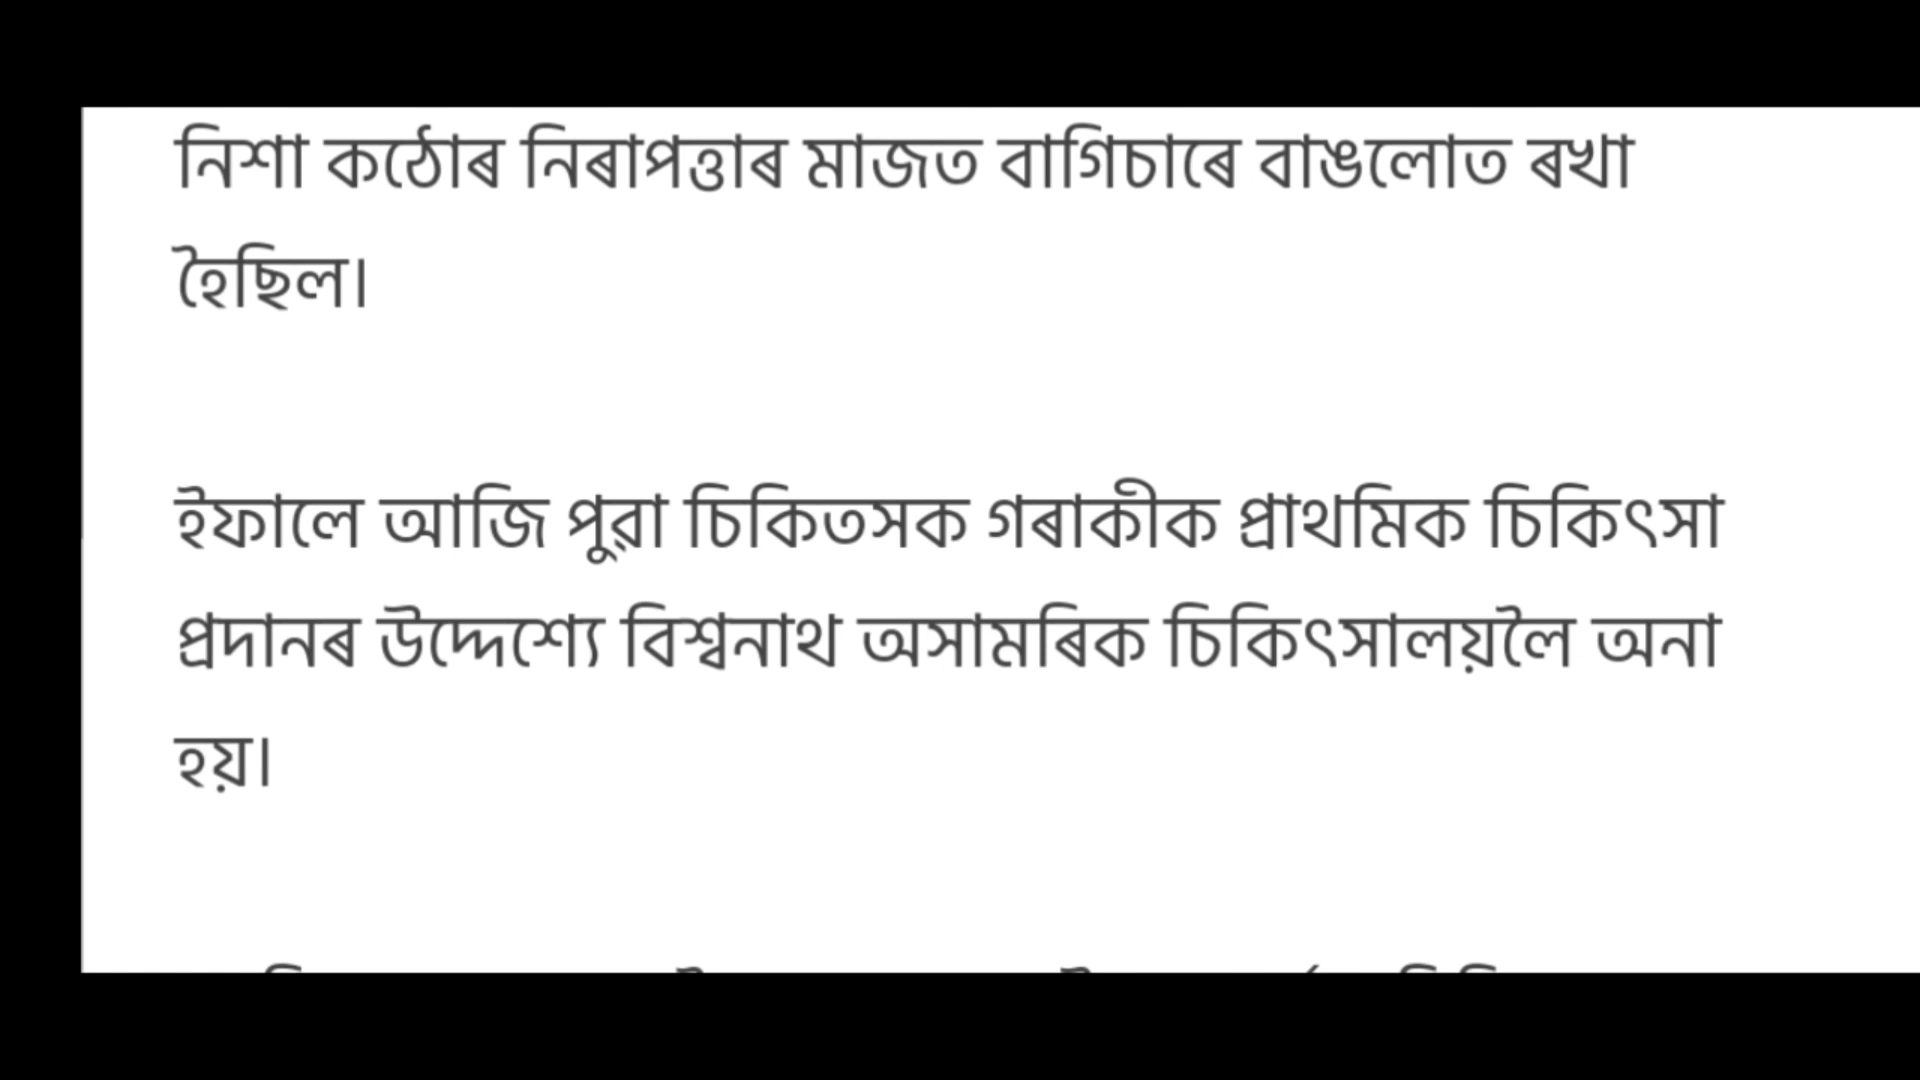 নিশা কঠোৰ নিৰাপত্তাৰ মাজত বাগিচাৰে বাঙলোত ৰখা
হৈছিল।
ইফালে আজি পুৱা চিকিতসক গৰাকীক প্ৰাথমিক চিকিৎসা
প্ৰদানৰ উদ্দেশ্যে বিশ্বনাথ অসামৰিক চিকিৎসালয়লৈ অনা
হয়।